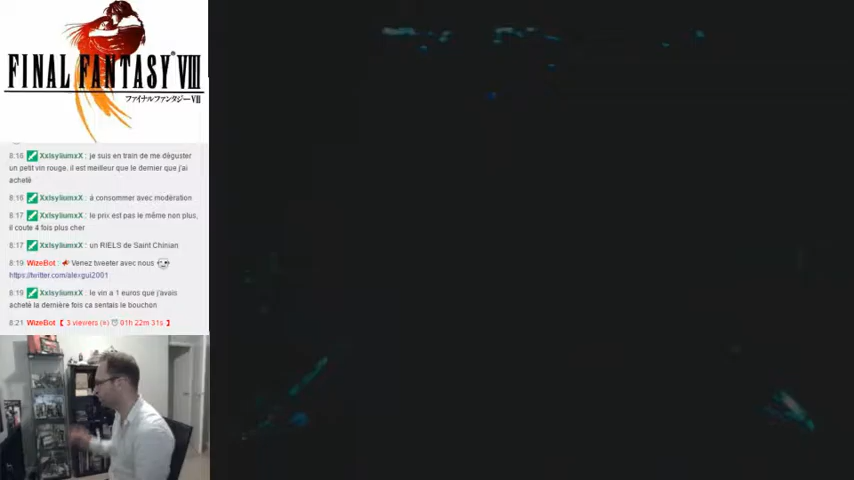 FINAL FANTASY VIII
ファイナルファンタジーVIII
8:16 XxlsyliumxX : je suis en train de me déguster
un petit vin rouge, il est meilleur que le dernier que j'ai
acheté
8:16 XxlsyliumxX : à consommer avec modération
8:17 XxlsyliumxX : le prix est pas le même non plus,
il coute 4 fois plus cher
8:17 XxlsyliumxX : un RIELS de Saint Chinian
8:19 WizeBot : Venez tweeter avec nous
https://twitter.com/alexgui2001
8:19 XxlsyliumxX : le vin a 1 euros que j'avais
acheté la dernière fois ca sentais le bouchon
8:21 WizeBot [ 3 viewers (=) 01h 22m 31s ]